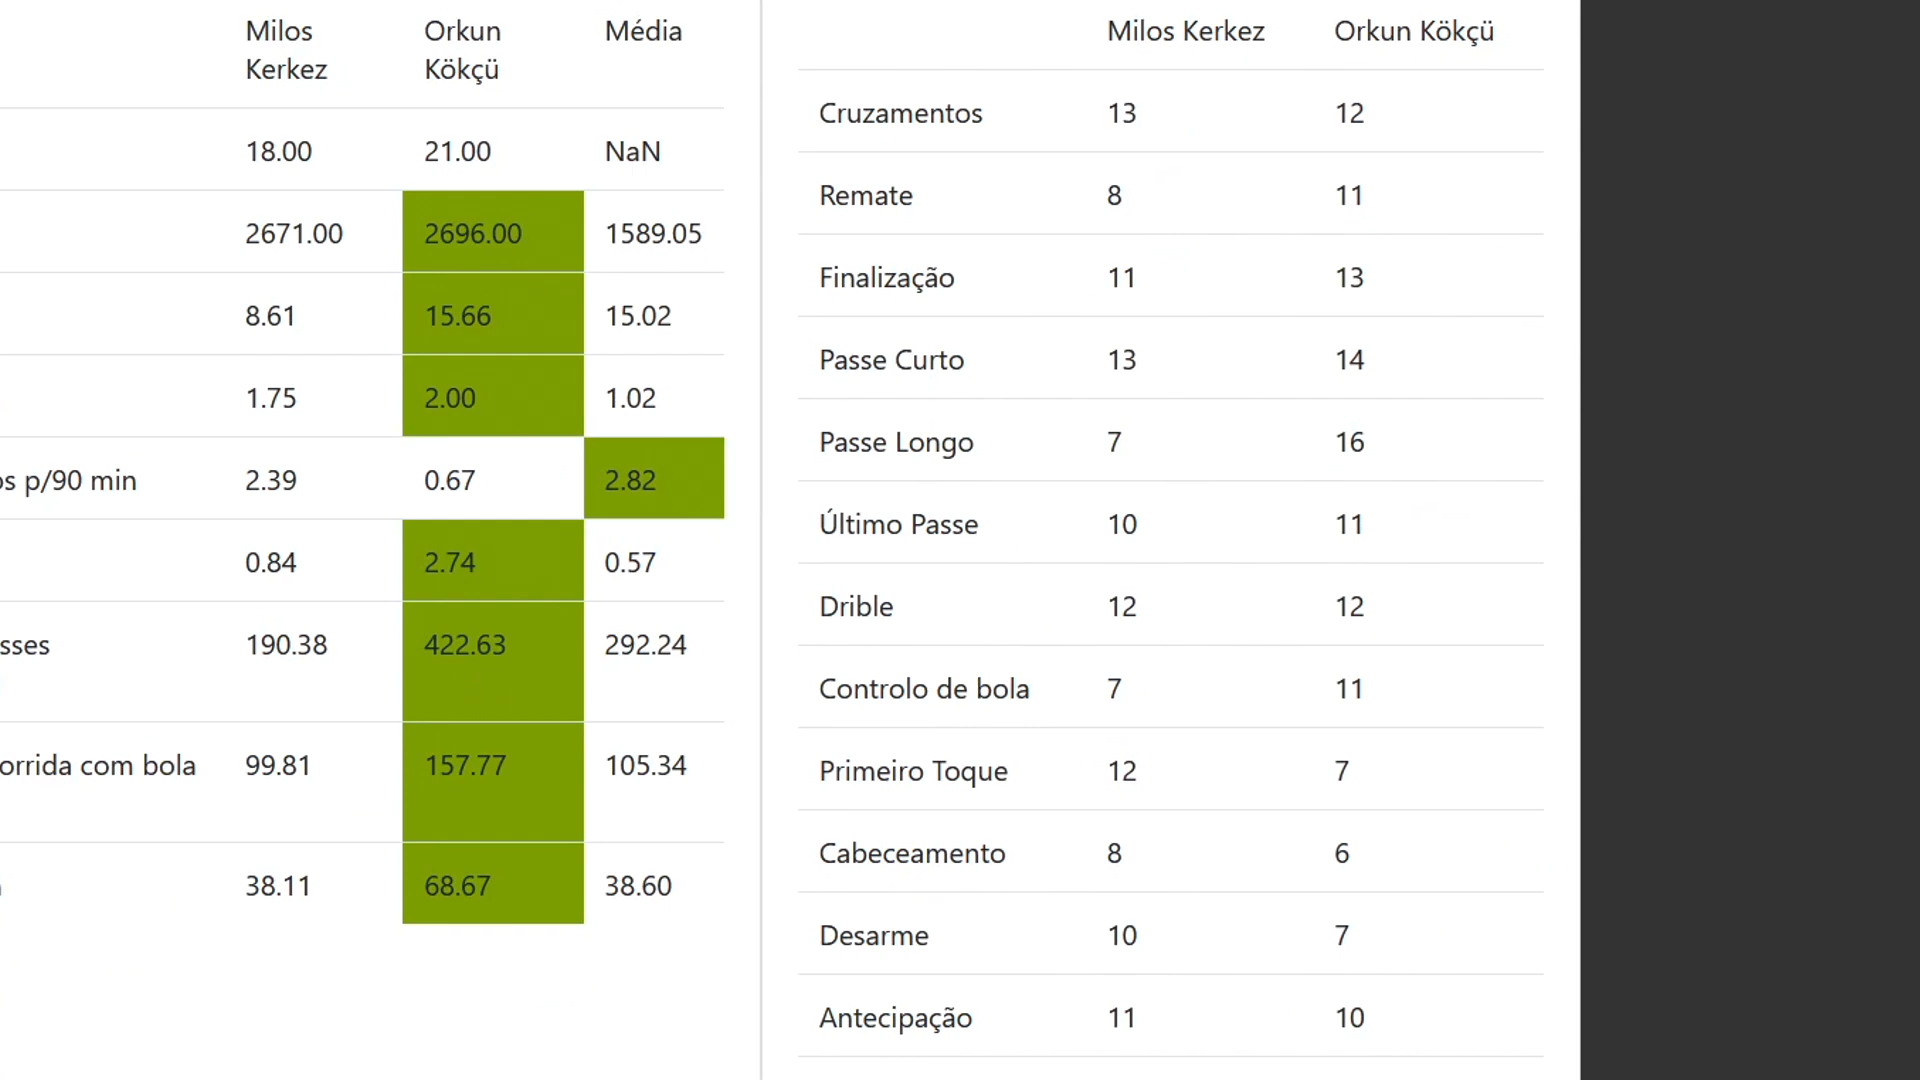 Milos Kerkez Orkun Kökçü Média
18.00 21.00 NaN
2671.00 2696.00 1589.05
8.61 15.66 15.02
1.75 2.00 1.02
p/90 min 2.39 0.67 2.82
0.84 2.74 0.57
sses 190.38 422.63 292.24
orrida com bola 99.81 157.77 105.34
38.11 68.67 38.60
Milos Kerkez Orkun Kökçü
Cruzamentos 13 12
Remate 8 11
Finalização 11 13
Passe Curto 13 14
Passe Longo 7 16
Último Passe 10 11
Drible 12 12
Controlo de bola 7 11
Primeiro Toque 12 7
Cabeceamento 8 6
Desarme 10 7
Antecipação 11 10